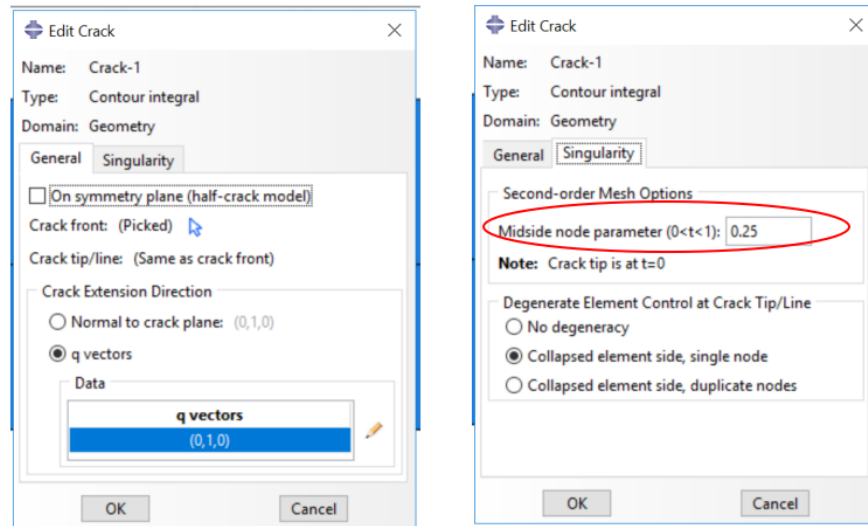 Edit Crack
Name: Crack-1
Type: Contour integral
Domain: Geometry
General Singularity
On symmetry plane (half-crack model)
Crack front: (Picked)
Crack tip/line: (Same as crack front)
Crack Extension Direction
Normal to crack plane: (0,1,0)
q vectors
Data
q vectors
(0,1,0)
OK Cancel
Edit Crack
Name: Crack-1
Type: Contour integral
Domain: Geometry
General Singularity
Second-order Mesh Options
Midside node parameter (0<t<1): 0.25
Note: Crack tip is at t=0
Degenerate Element Control at Crack Tip/Line
No degeneracy
Collapsed element side, single node
Collapsed element side, duplicate nodes
OK Cancel